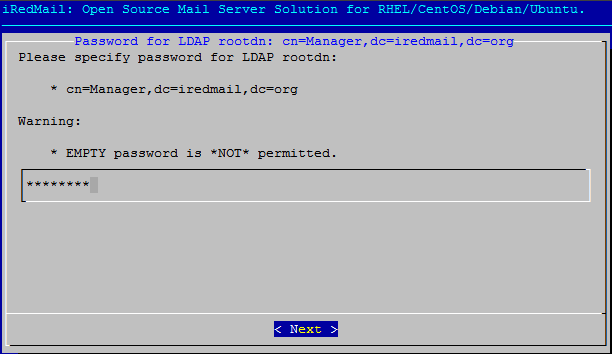 iRedMail: Open Source Mail Server Solution for RHEL/CentOS/Debian/Ubuntu.
Password for LDAP rootdn: cn=Manager,dc=iredmail,dc=org
Please specify password for LDAP rootdn:
* cn=Manager,dc=iredmail,dc=org
Warning:
* EMPTY password is *NOT* permitted.
********
< Next >